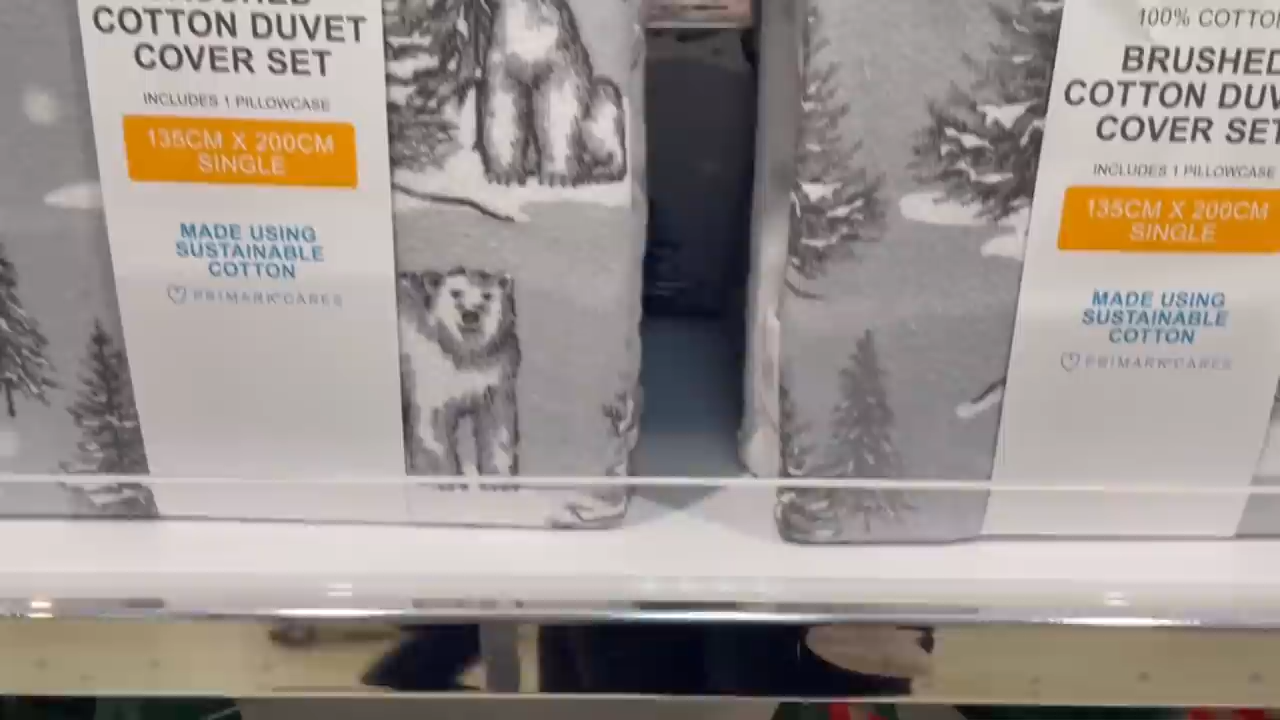 COTTON DUVET
COVER SET
INCLUDES 1 PILLOWCASE
135CM X 200CM
SINGLE
MADE USING
SUSTAINABLE
COTTON
PRIMARK CARES
100% COTTO
BRUSHED
COTTON DUV
COVER SET
INCLUDES 1 PILLOWCASE
135CM X 200CM
SINGLE
MADE USING
SUSTAINABLE
COTTON
PRIMARK CARES